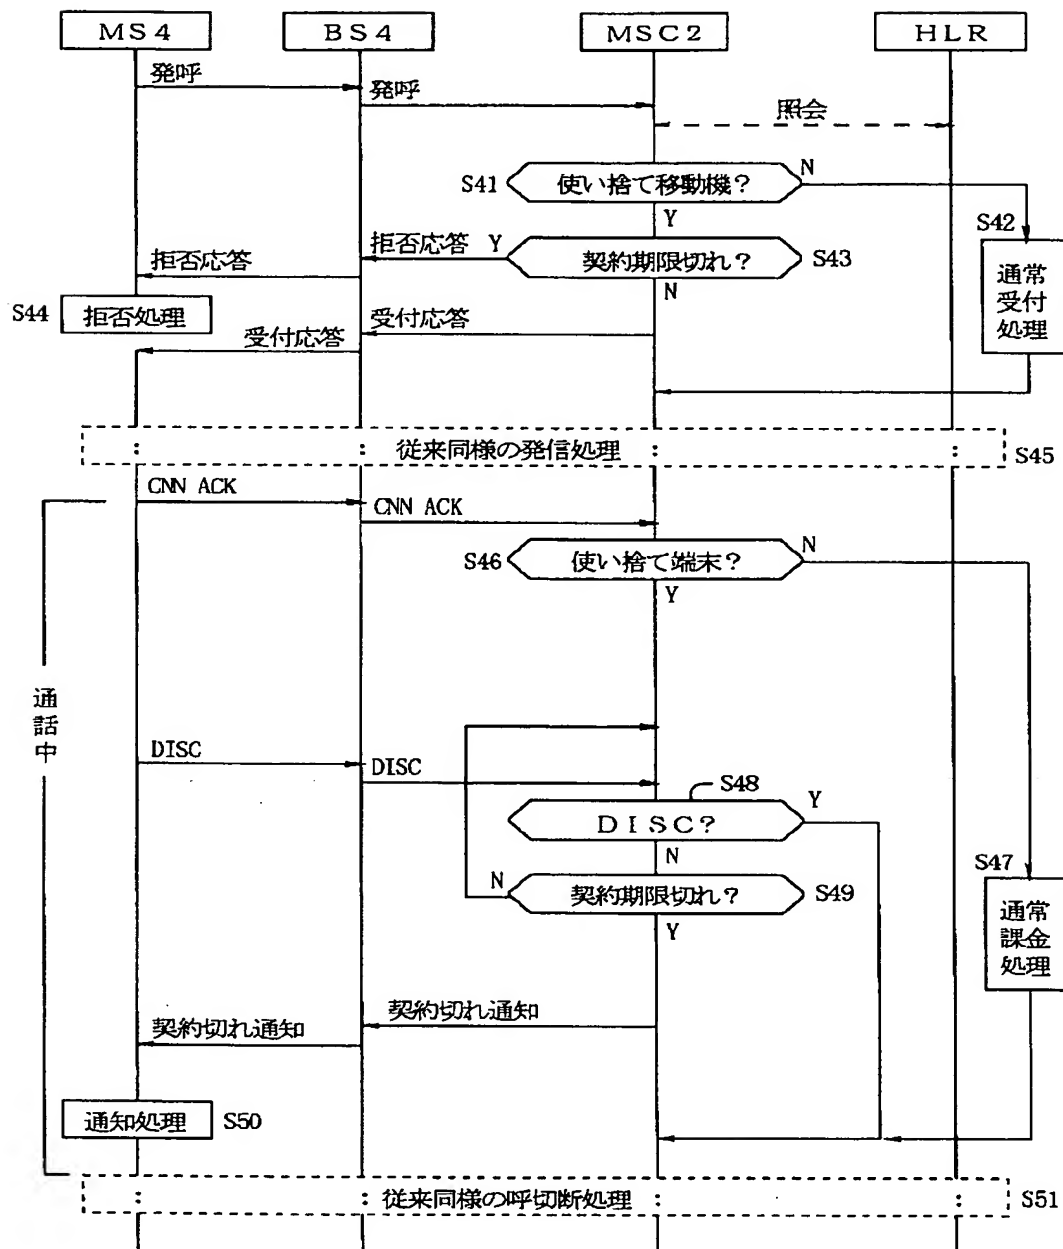 MS4
BS4
MSC2
HLR
発呼
発呼
照会
S41
使い捨て移動機?
N
Y
S42
通常
受付
処理
拒否応答
拒否応答
Y
契約期限切れ?
S43
N
S44
拒否処理
受付応答
受付応答
従来同様の発信処理
S45
CNN ACK
CNN ACK
S46
使い捨て端末?
N
Y
通話中
DISC
DISC
S48
DISC?
Y
N
N
契約期限切れ?
S49
Y
S47
通常
課金
処理
契約切れ通知
契約切れ通知
通知処理
S50
従来同様の呼切断処理
S51